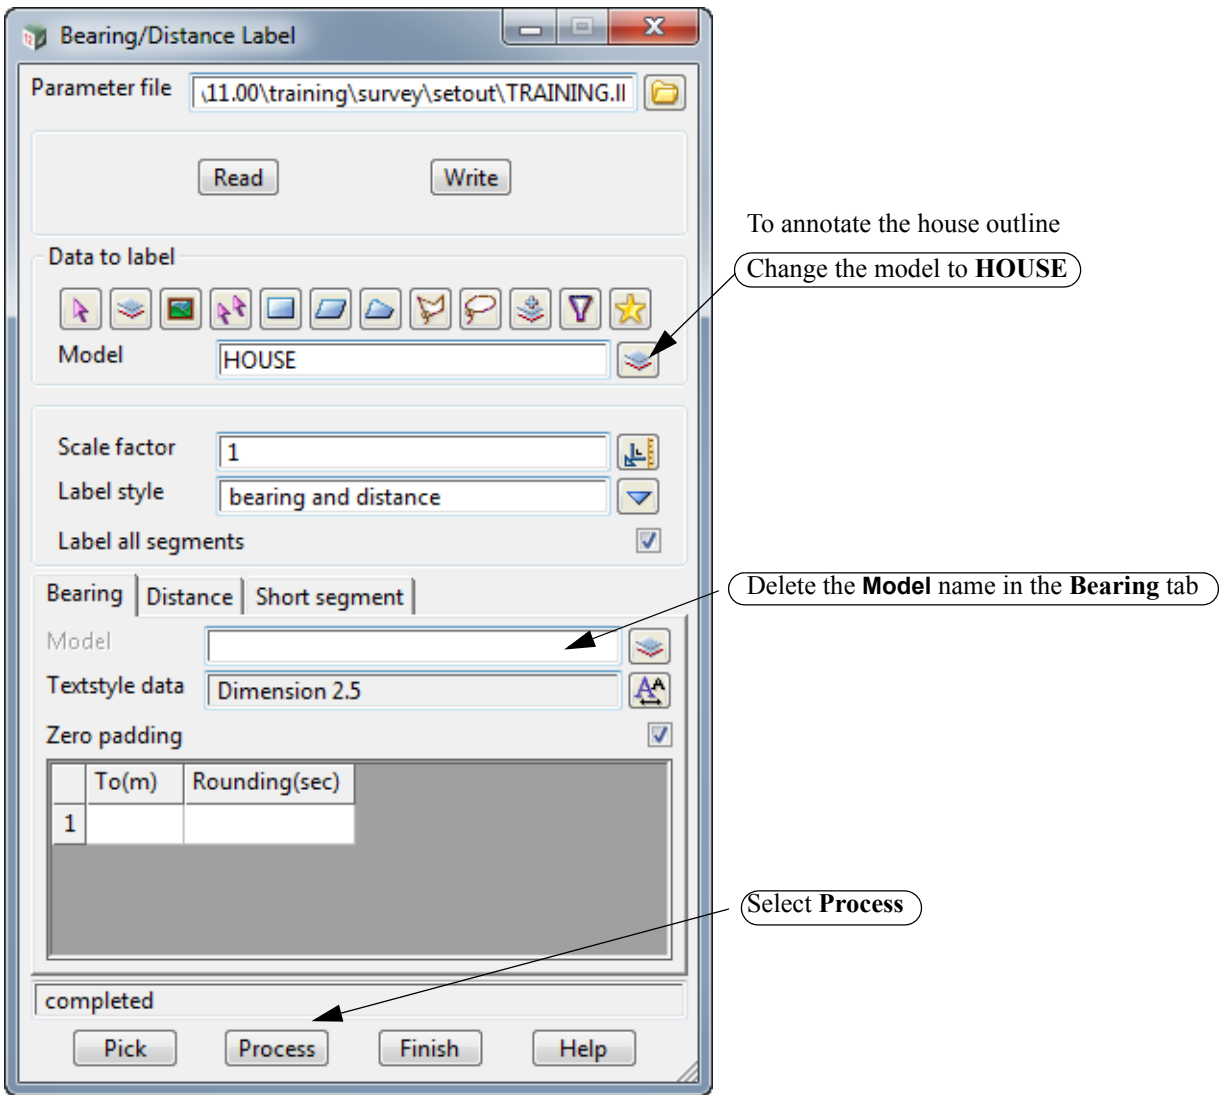 Bearing/Distance Label
Parameter file \11.00\training\survey\setout\TRAINING.ll
Read Write
To annotate the house outline
Data to label
Change the model to HOUSE
Model HOUSE
Scale factor 1
Label style bearing and distance
Label all segments
Bearing Distance Short segment
Delete the Model name in the Bearing tab
Model
Textstyle data Dimension 2.5
Zero padding
To(m) Rounding(sec)
1
Select Process
completed
Pick Process Finish Help